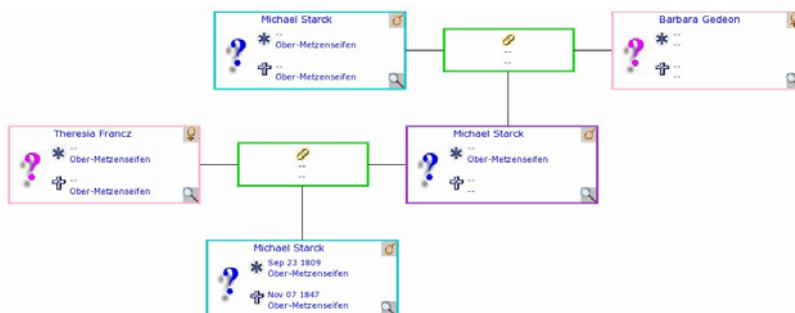 Michael Starck
--
Ober-Metzenseifen
--
Ober-Metzenseifen
--
--
Barbara Gedeon
--
--
--
--
Theresia Francz
--
Ober-Metzenseifen
--
Ober-Metzenseifen
--
--
Michael Starck
--
Ober-Metzenseifen
--
--
Michael Starck
Sep 23 1809
Ober-Metzenseifen
Nov 07 1847
Ober-Metzenseifen